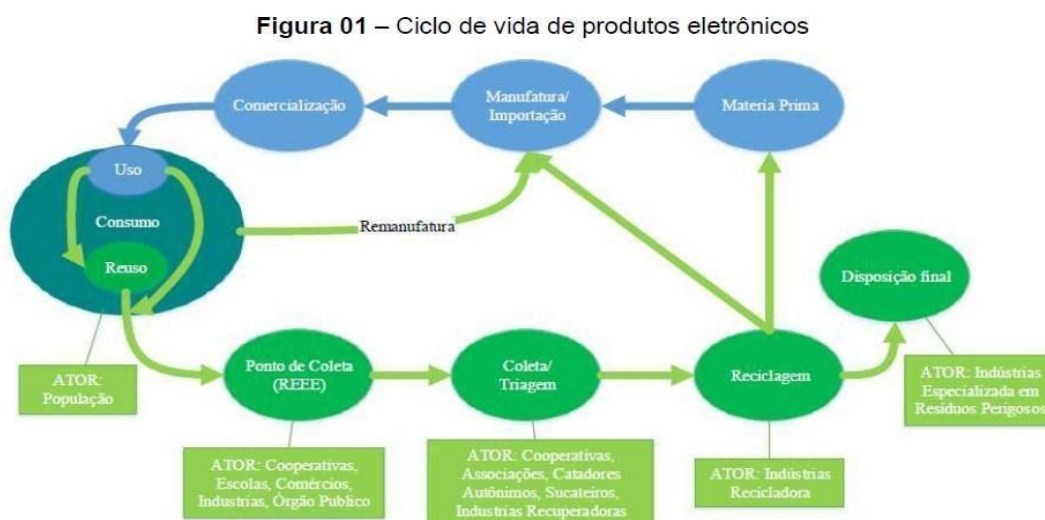 Figura 01 – Ciclo de vida de produtos eletrônicos
Comercialização
Manufatura/
Importação
Materia Prima
Uso
Consumo
Reuso
Remanufatura
Disposição final
Ponto de Coleta
(REEE)
Coleta/
Triagem
Reciclagem
ATOR:
População
ATOR: Indústrias
Especializada em
Resíduos Perigosos
ATOR: Cooperativas,
Escolas, Comércios,
Industrias, Órgão Publico
ATOR: Cooperativas,
Associações, Catadores
Autônimos, Sucateiros,
Industrias Recuperadoras
ATOR: Indústrias
Recicladora